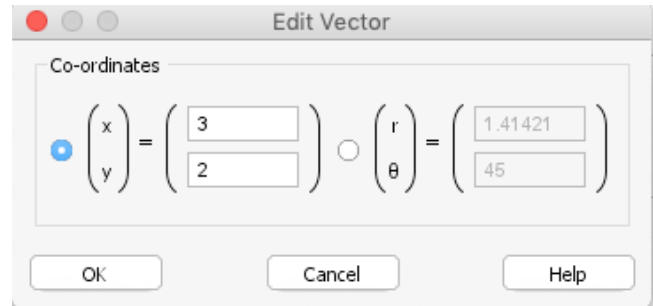 Edit Vector
Co-ordinates
x = 3 r = 1.41421
y 2 θ 45
OK Cancel Help